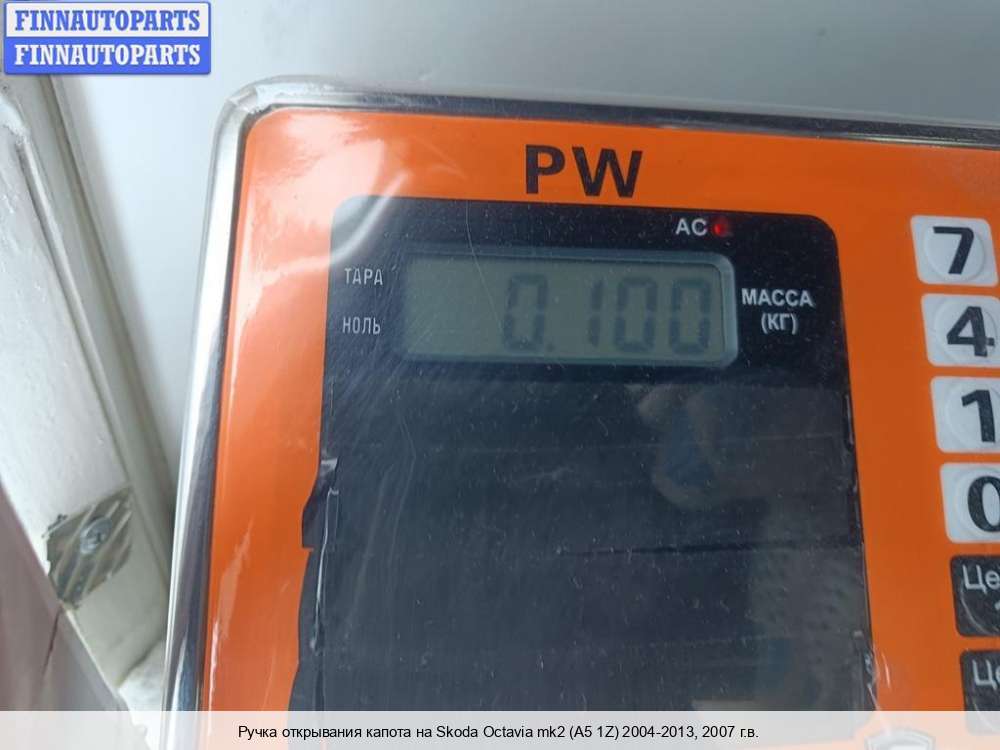 FINNAUTOPARTS
FINNAUTOPARTS
PW
AC
ТАРА
НОЛЬ
0.100
МАССА
(КГ)
7
4
1
0
Ручка открывания капота на Skoda Octavia mk2 (A5 1Z) 2004-2013, 2007 г.в.